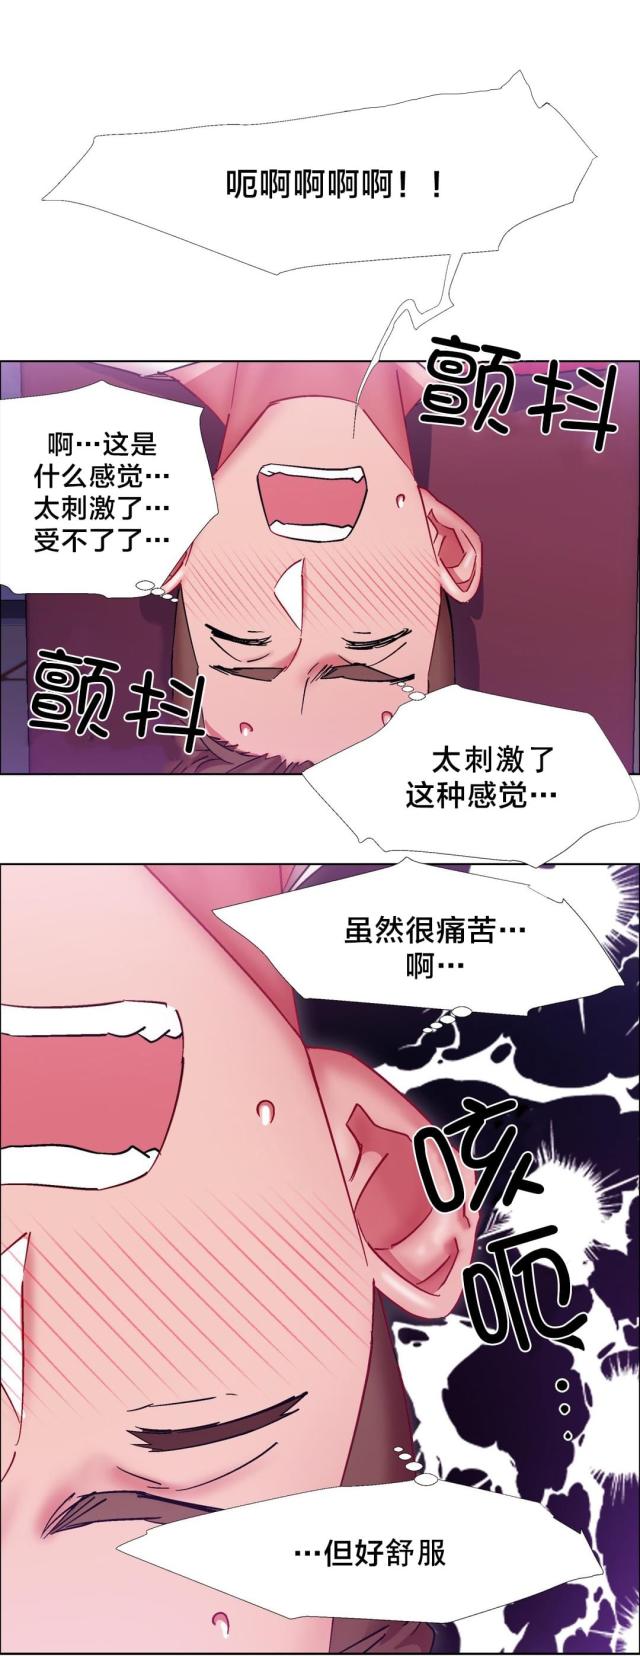 呃啊啊啊啊！！
颤抖
啊…这是
什么感觉…
太刺激了…
受不了了…
颤抖
太刺激了
这种感觉…
虽然很痛苦…
啊…
咳
呃…
…但好舒服